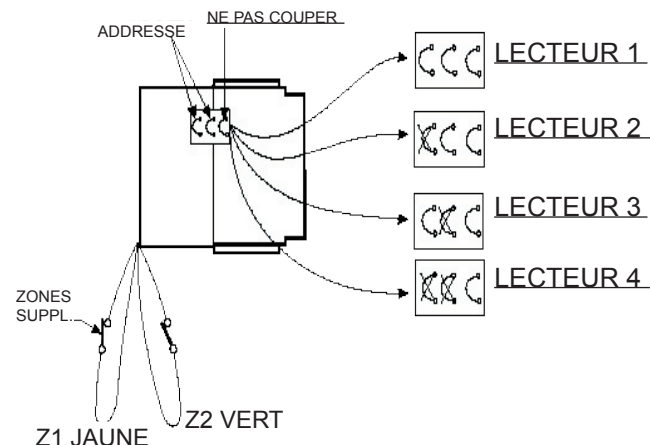 NE PAS COUPER
ADDRESSE
LECTEUR 1
LECTEUR 2
LECTEUR 3
LECTEUR 4
ZONES
SUPPL.
Z2 VERT
Z1 JAUNE